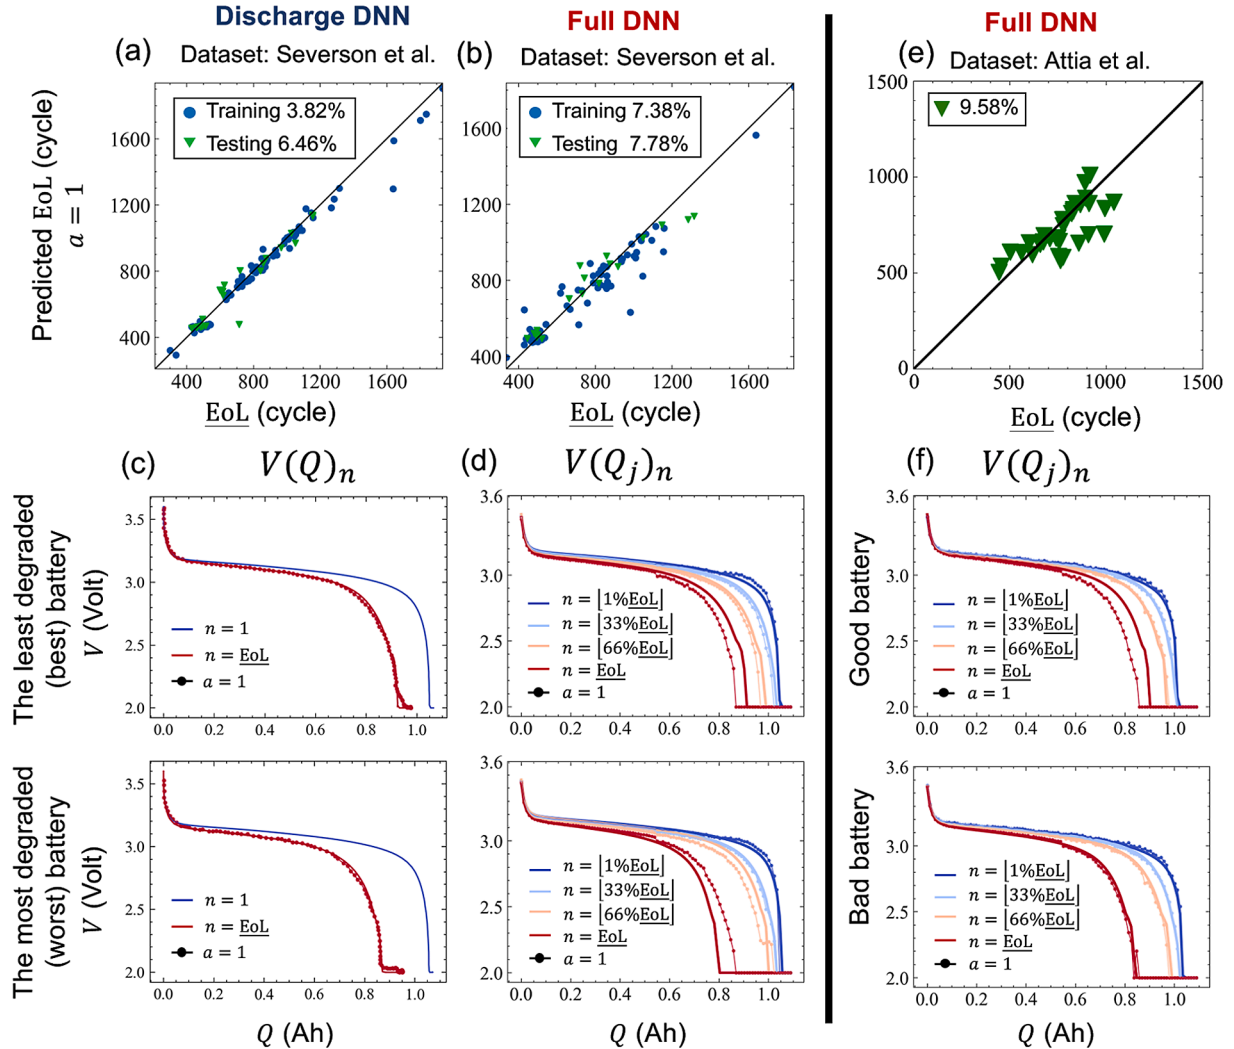 Discharge DNN
Full DNN
Full DNN
(a)
Dataset: Severson et al.
(b)
Dataset: Severson et al.
(e)
Dataset: Attia et al.
Predicted EoL (cycle)
a = 1
Training 3.82%
Testing 6.46%
1600
1200
800
400
400
800
1200
1600
EoL (cycle)
Training 7.38%
Testing 7.78%
1600
1200
800
400
400
800
1200
1600
EoL (cycle)
9.58%
1500
1000
500
0
0
500
1000
1500
EoL (cycle)
(c)
V(Q)n
(d)
V(Qj)n
(f)
V(Qj)n
The least degraded
(best) battery
V (Volt)
3.5
3.0
2.5
2.0
n = 1
n = EoL
a = 1
0.0 0.2 0.4 0.6 0.8 1.0
3.6
3.0
2.5
2.0
n = ⌊1%EoL⌋
n = ⌊33%EoL⌋
n = ⌊66%EoL⌋
n = EoL
a = 1
0.0 0.2 0.4 0.6 0.8 1.0
Good battery
3.6
3.0
2.5
2.0
n = ⌊1%EoL⌋
n = ⌊33%EoL⌋
n = ⌊66%EoL⌋
n = EoL
a = 1
0.0 0.2 0.4 0.6 0.8 1.0
The most degraded
(worst) battery
V (Volt)
3.5
3.0
2.5
2.0
n = 1
n = EoL
a = 1
0.0 0.2 0.4 0.6 0.8 1.0
Q (Ah)
3.6
3.0
2.5
2.0
n = ⌊1%EoL⌋
n = ⌊33%EoL⌋
n = ⌊66%EoL⌋
n = EoL
a = 1
0.0 0.2 0.4 0.6 0.8 1.0
Q (Ah)
Bad battery
3.6
3.0
2.5
2.0
n = ⌊1%EoL⌋
n = ⌊33%EoL⌋
n = ⌊66%EoL⌋
n = EoL
a = 1
0.0 0.2 0.4 0.6 0.8 1.0
Q (Ah)